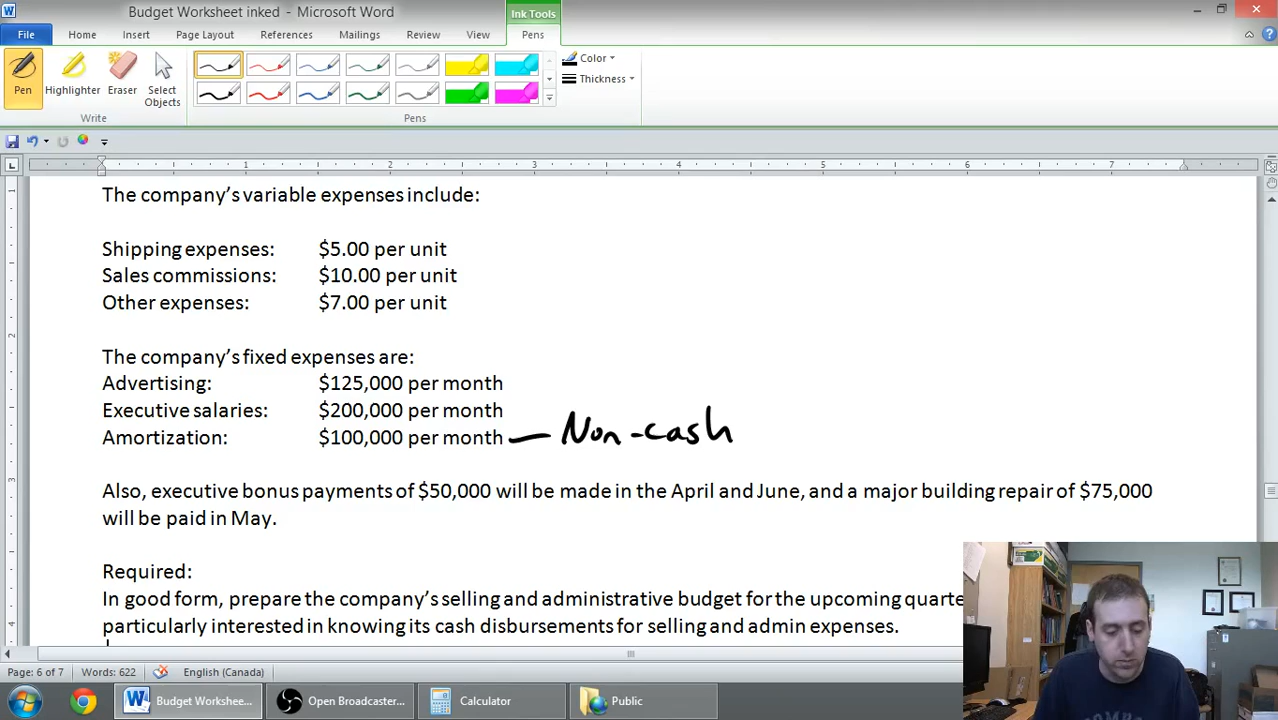 Budget Worksheet inked - Microsoft Word
Ink Tools
File Home Insert Page Layout References Mailings Review View Pens
Pen Highlighter Eraser Select Objects
Color
Thickness
Write Pens
1 2 3 4 5 6 7
The company's variable expenses include:
Shipping expenses: $5.00 per unit
Sales commissions: $10.00 per unit
Other expenses: $7.00 per unit
The company's fixed expenses are:
Advertising: $125,000 per month
Executive salaries: $200,000 per month
Amortization: $100,000 per month — Non-cash
Also, executive bonus payments of $50,000 will be made in the April and June, and a major building repair of $75,000
will be paid in May.
Required:
In good form, prepare the company's selling and administrative budget for the upcoming quarte
particularly interested in knowing its cash disbursements for selling and admin expenses.
Page: 6 of 7 Words: 622 English (Canada)
Budget Workshee... Open Broadcaster... Calculator Public